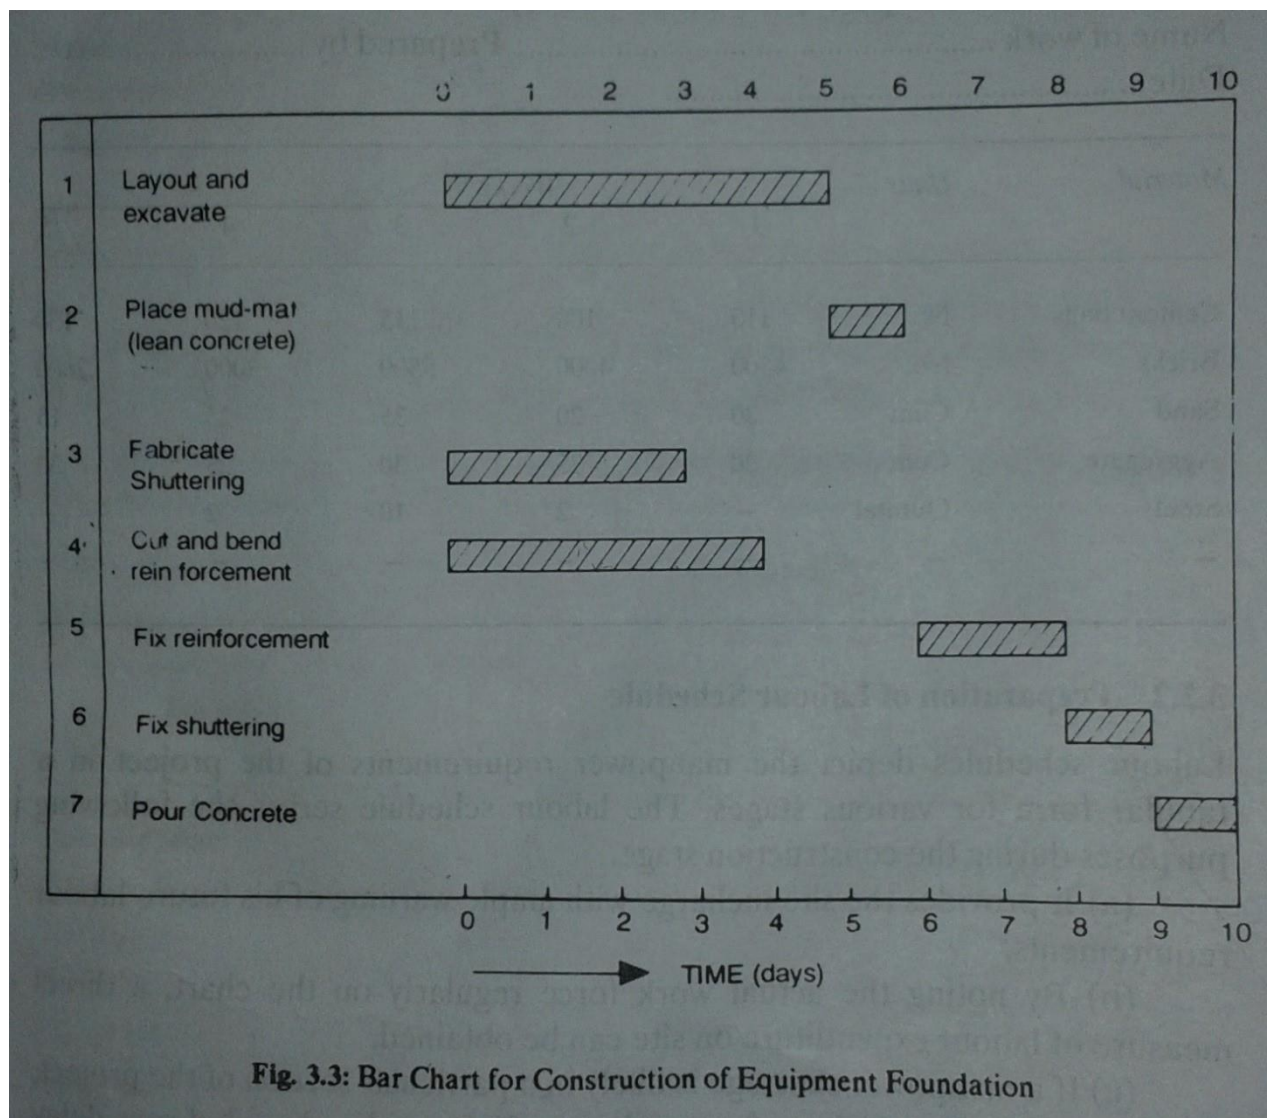 0 1 2 3 4 5 6 7 8 9 10
1 Layout and
excavate
2 Place mud-mat
(lean concrete)
3 Fabricate
Shuttering
4 Cut and bend
rein forcement
5 Fix reinforcement
6 Fix shuttering
7 Pour Concrete
0 1 2 3 4 5 6 7 8 9 10
TIME (days)
Fig. 3.3: Bar Chart for Construction of Equipment Foundation